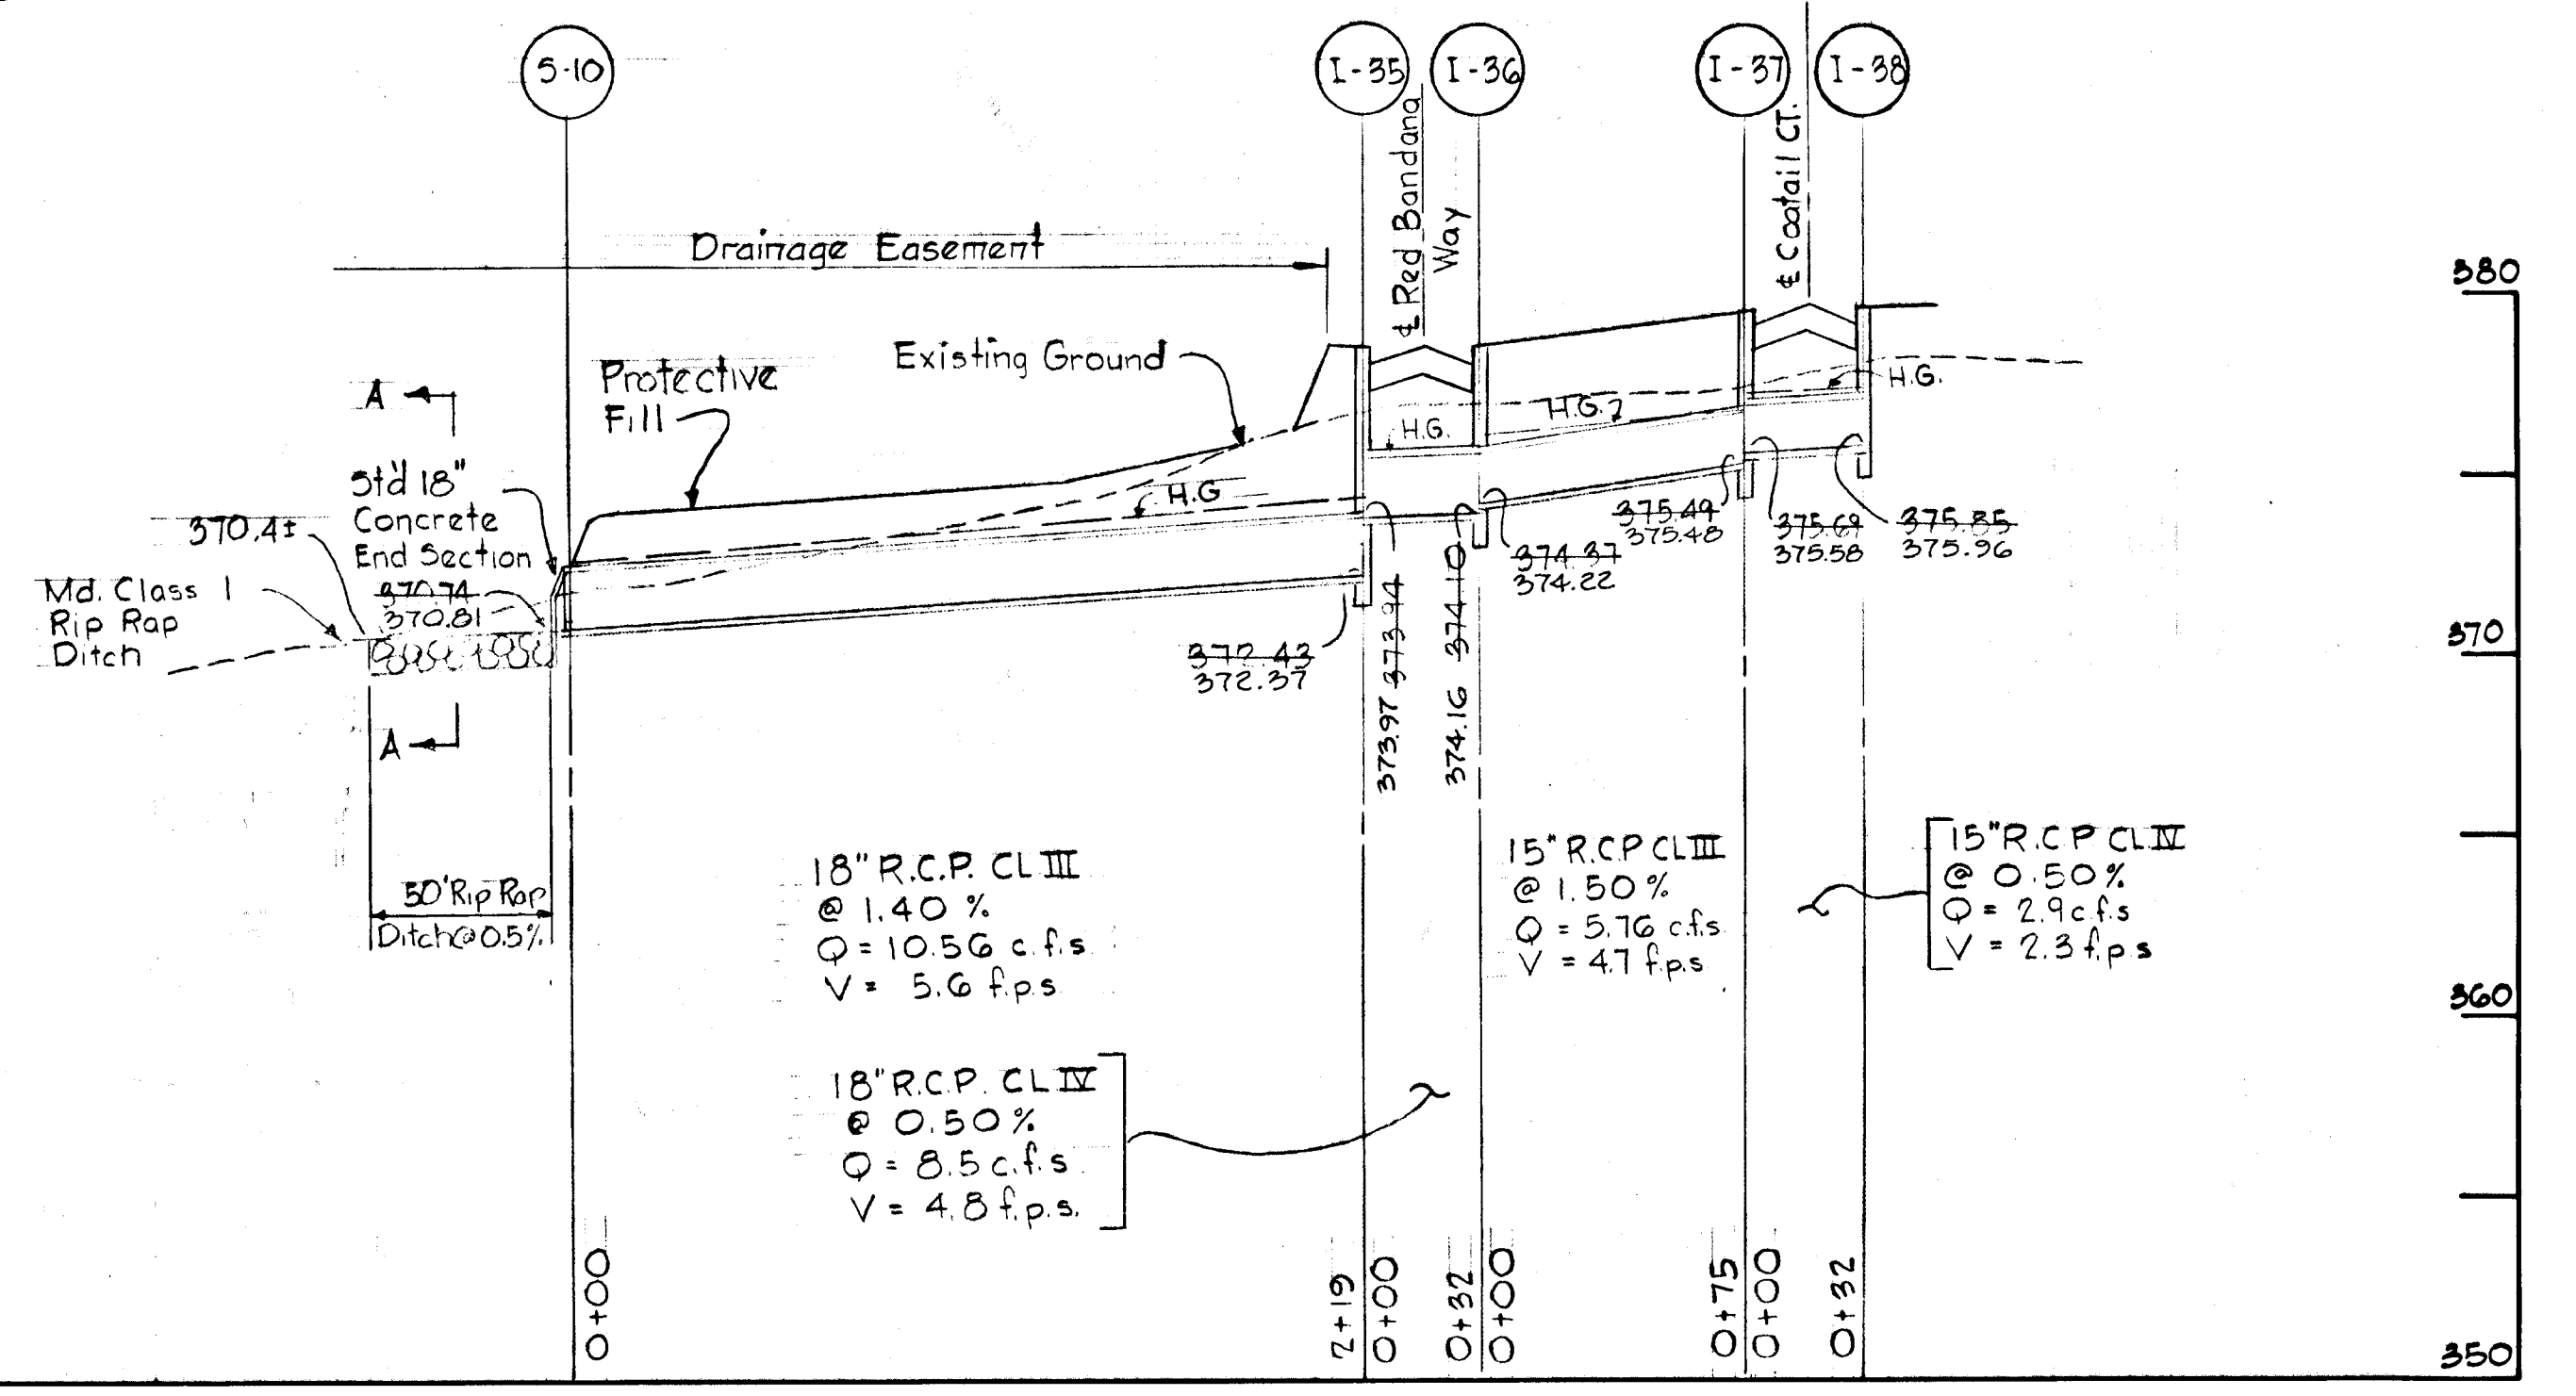 S-10
I-35
I-36
I-37
I-38
℄ Red Bandana
Way
℄ Coatail CT.
Drainage Easement
380
Existing Ground
Protective
Fill
H.G.
H.G.
H.G.
H.G
A
Std 18"
Concrete
End Section
370.4±
370.74
370.81
Md. Class 1
Rip Rap
Ditch
A
372.43
372.37
373.97 373.94
374.16 374.10
374.37
374.22
375.49
375.48
375.69
375.58
375.85
375.96
370
50' Rip Rap
Ditch @ 0.5%
18" R.C.P. CL III
@ 1.40 %
Q = 10.56 c.f.s
V = 5.6 f.p.s
18" R.C.P. CL IV
@ 0.50 %
Q = 8.5 c.f.s
V = 4.8 f.p.s.
15" R.C.P CL III
@ 1.50 %
Q = 5.76 c.f.s
V = 4.7 f.p.s
15" R.C.P CL IV
@ 0.50 %
Q = 2.9 c.f.s
V = 2.3 f.p.s
360
0+00
2+19
0+00
0+32
0+00
0+75
0+00
0+32
350